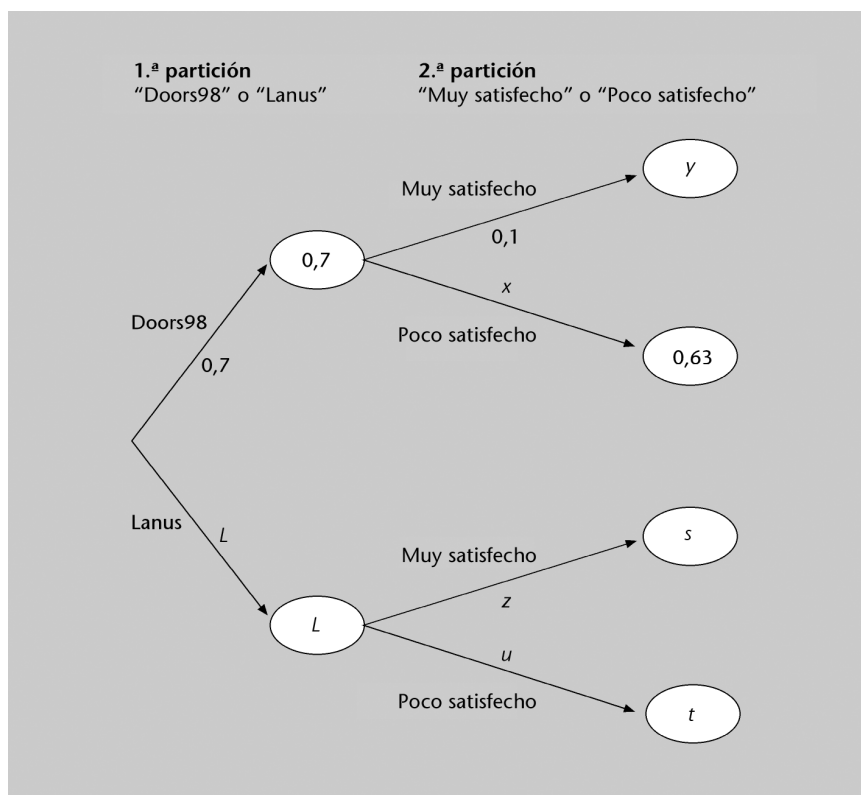 1.ª partición
“Doors98” o “Lanus”
2.ª partición
“Muy satisfecho” o “Poco satisfecho”
y
Muy satisfecho
0,1
0,7
x
Doors98
Poco satisfecho
0,63
0,7
Lanus
L
s
Muy satisfecho
z
L
u
Poco satisfecho
t